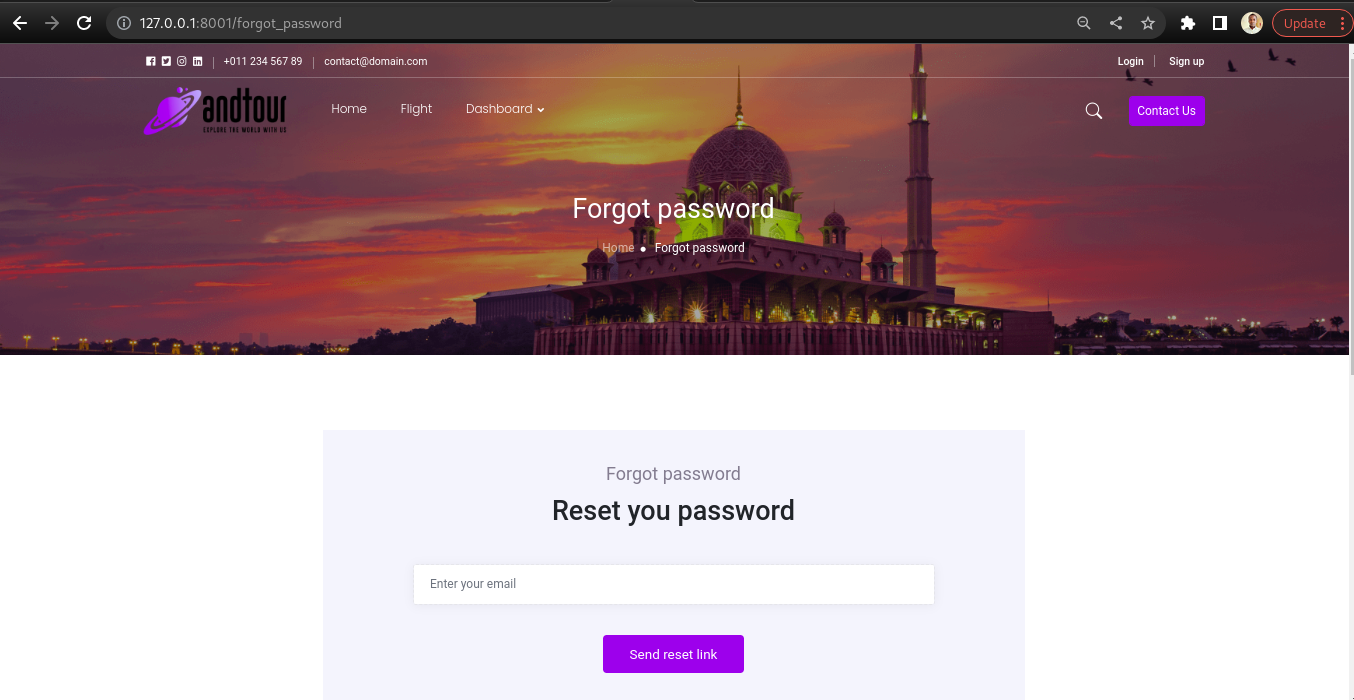 127.0.0.1:8001/forgot_password
Update
+011 234 567 89
contact@domain.com
Login
Sign up
andtour
EXPLORE THE WORLD WITH US
Home
Flight
Dashboard
Contact Us
Forgot password
Home
Forgot password
Forgot password
Reset you password
Enter your email
Send reset link